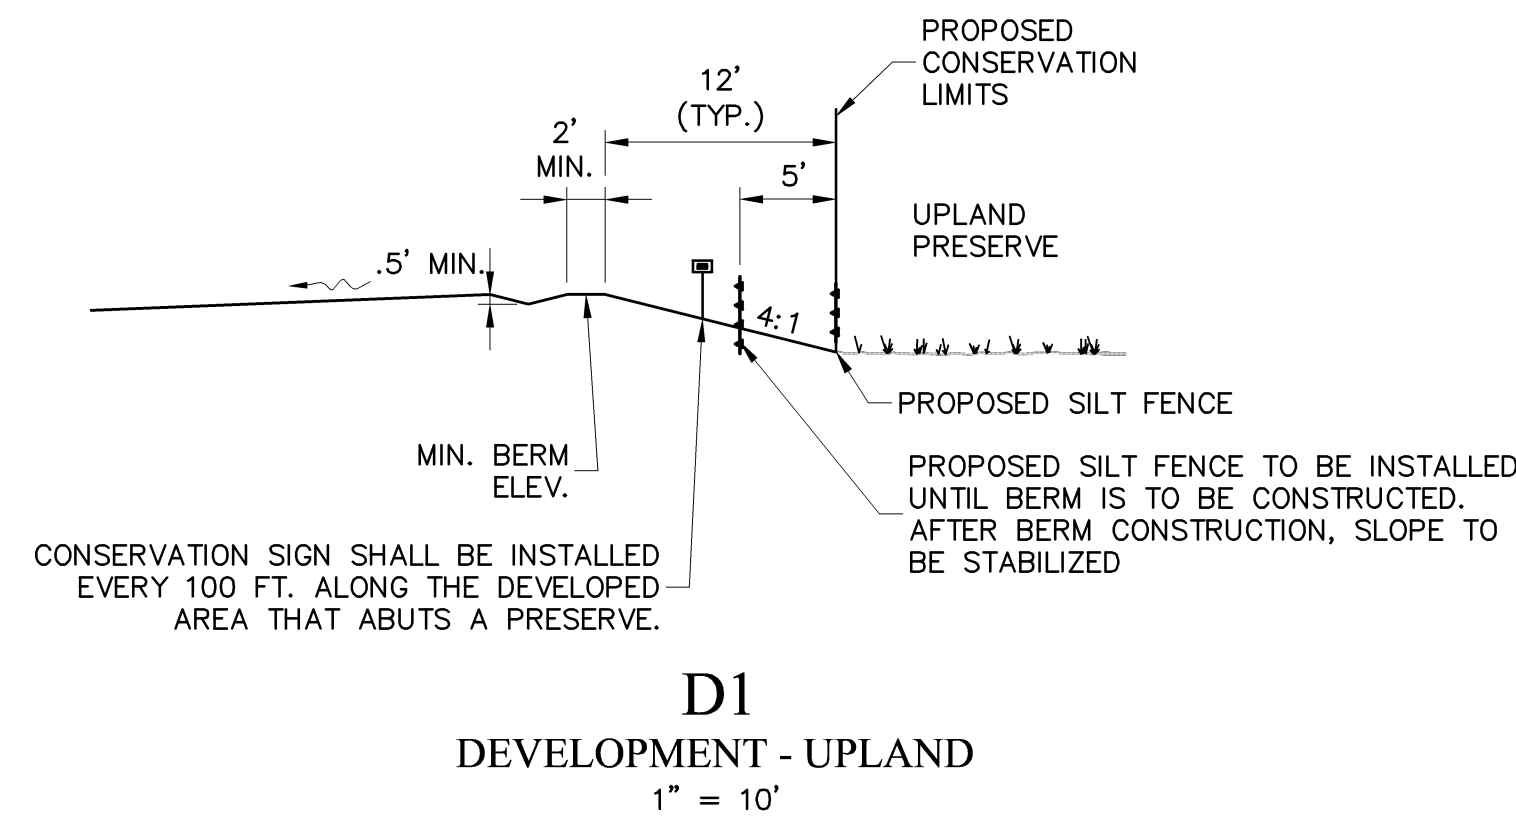 PROPOSED
CONSERVATION
LIMITS
12'
(TYP.)
2'
MIN.
5'
UPLAND
PRESERVE
.5' MIN.
4:1
PROPOSED SILT FENCE
MIN. BERM
ELEV.
PROPOSED SILT FENCE TO BE INSTALLED
UNTIL BERM IS TO BE CONSTRUCTED.
AFTER BERM CONSTRUCTION, SLOPE TO
BE STABILIZED
CONSERVATION SIGN SHALL BE INSTALLED
EVERY 100 FT. ALONG THE DEVELOPED
AREA THAT ABUTS A PRESERVE.
D1
DEVELOPMENT - UPLAND
1" = 10'